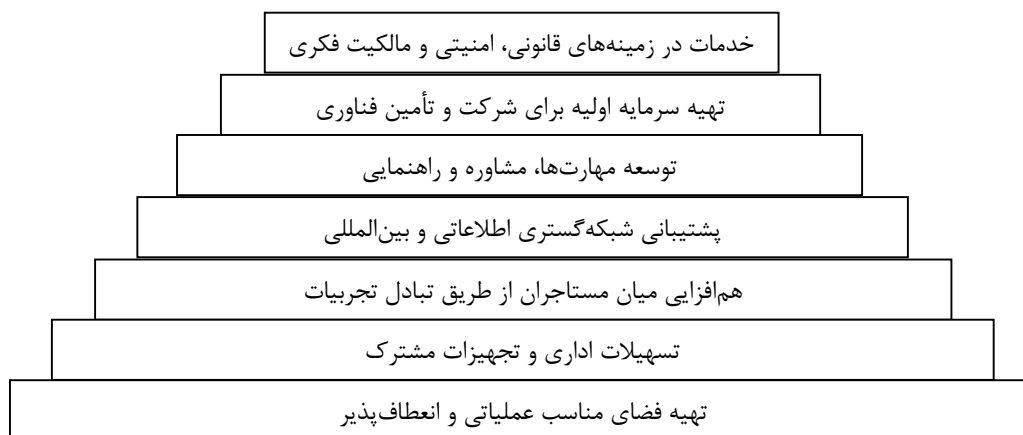 خدمات در زمینه‌های قانونی، امنیتی و مالکیت فکری
تهیه سرمایه اولیه برای شرکت و تأمین فناوری
توسعه مهارت‌ها، مشاوره و راهنمایی
پشتیبانی شبکه‌گستری اطلاعاتی و بین‌المللی
هم‌افزایی میان مستاجران از طریق تبادل تجربیات
تسهیلات اداری و تجهیزات مشترک
تهیه فضای مناسب عملیاتی و انعطاف‌پذیر